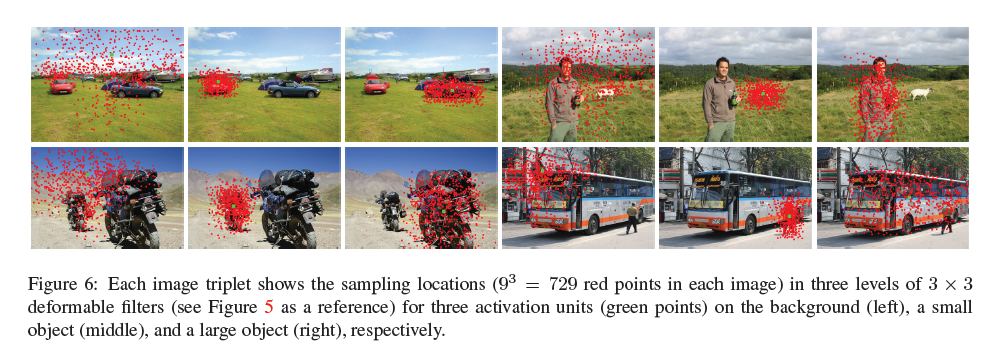 Figure 6: Each image triplet shows the sampling locations (9³ = 729 red points in each image) in three levels of 3 × 3
deformable filters (see Figure 5 as a reference) for three activation units (green points) on the background (left), a small
object (middle), and a large object (right), respectively.